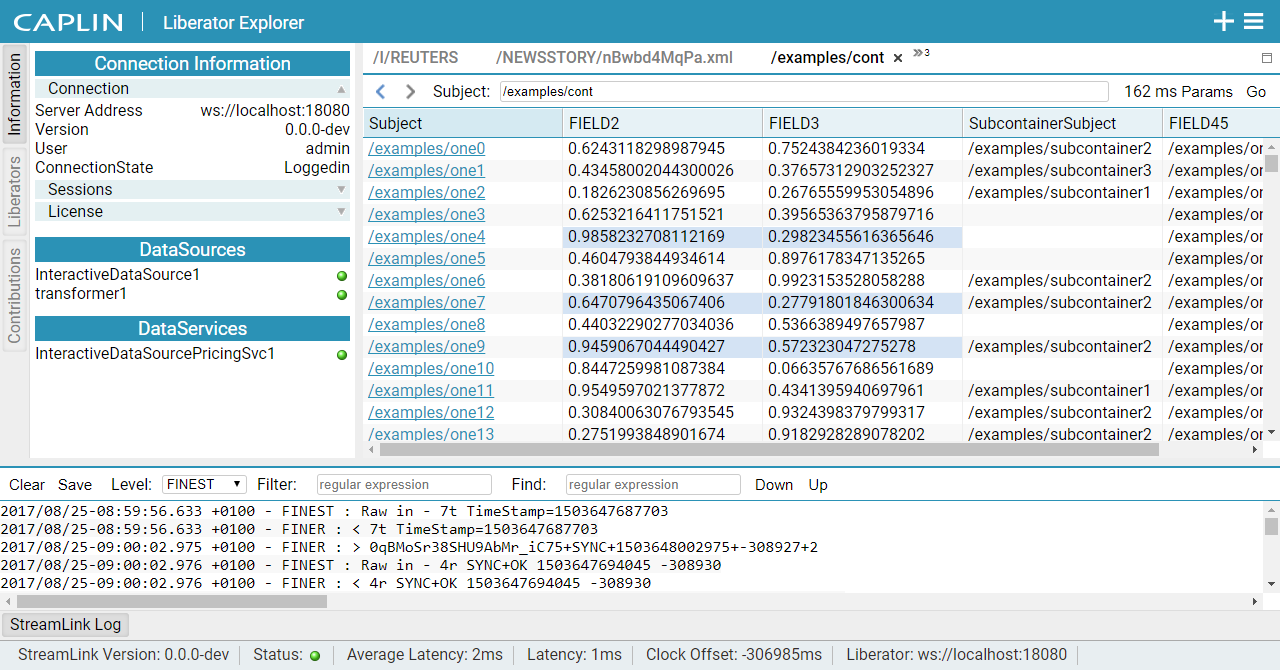 CAPLIN Liberator Explorer
Information
Liberators
Contributions
Connection Information
Connection
Server Address ws://localhost:18080
Version 0.0.0-dev
User admin
ConnectionState Loggedin
Sessions
License
DataSources
InteractiveDataSource1
transformer1
DataServices
InteractiveDataSourcePricingSvc1
/I/REUTERS /NEWSSTORY/nBwbd4MqPa.xml /examples/cont × »3
Subject: /examples/cont 162 ms Params Go
Subject FIELD2 FIELD3 SubcontainerSubject FIELD45
/examples/one0 0.6243118298987945 0.7524384236019334 /examples/subcontainer2 /examples/or
/examples/one1 0.43458002044300026 0.37657312903252327 /examples/subcontainer3 /examples/or
/examples/one2 0.1826230856269695 0.26765559953054896 /examples/subcontainer1 /examples/or
/examples/one3 0.6253216411751521 0.39565363795879716 /examples/or
/examples/one4 0.9858232708112169 0.29823455616365646 /examples/or
/examples/one5 0.4604793844934614 0.8976178347135265 /examples/or
/examples/one6 0.38180619109609637 0.9923153528058288 /examples/subcontainer2 /examples/or
/examples/one7 0.6470796435067406 0.27791801846300634 /examples/subcontainer2 /examples/or
/examples/one8 0.44032290277034036 0.5366389497657987 /examples/or
/examples/one9 0.9459067044490427 0.572323047275278 /examples/subcontainer2 /examples/or
/examples/one10 0.8447259981087384 0.06635767686561689 /examples/or
/examples/one11 0.9549597021377872 0.4341395940697961 /examples/subcontainer1 /examples/or
/examples/one12 0.30840063076793545 0.9324398379799317 /examples/subcontainer2 /examples/or
/examples/one13 0.2751993848901674 0.9182928289078202 /examples/subcontainer2 /examples/or
Clear Save Level: FINEST Filter: regular expression Find: regular expression Down Up
2017/08/25-08:59:56.633 +0100 - FINEST : Raw in - 7t TimeStamp=1503647687703
2017/08/25-08:59:56.633 +0100 - FINER : < 7t TimeStamp=1503647687703
2017/08/25-09:00:02.975 +0100 - FINER : > 0qBMoSr38SHU9AbMr_iC75+SYNC+1503648002975+-308927+2
2017/08/25-09:00:02.976 +0100 - FINEST : Raw in - 4r SYNC+OK 1503647694045 -308930
2017/08/25-09:00:02.976 +0100 - FINER : < 4r SYNC+OK 1503647694045 -308930
StreamLink Log
StreamLink Version: 0.0.0-dev Status: Average Latency: 2ms Latency: 1ms Clock Offset: -306985ms Liberator: ws://localhost:18080